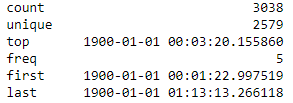 count 3038
unique 2579
top 1900-01-01 00:03:20.155860
freq 5
first 1900-01-01 00:01:22.997519
last 1900-01-01 01:13:13.266118